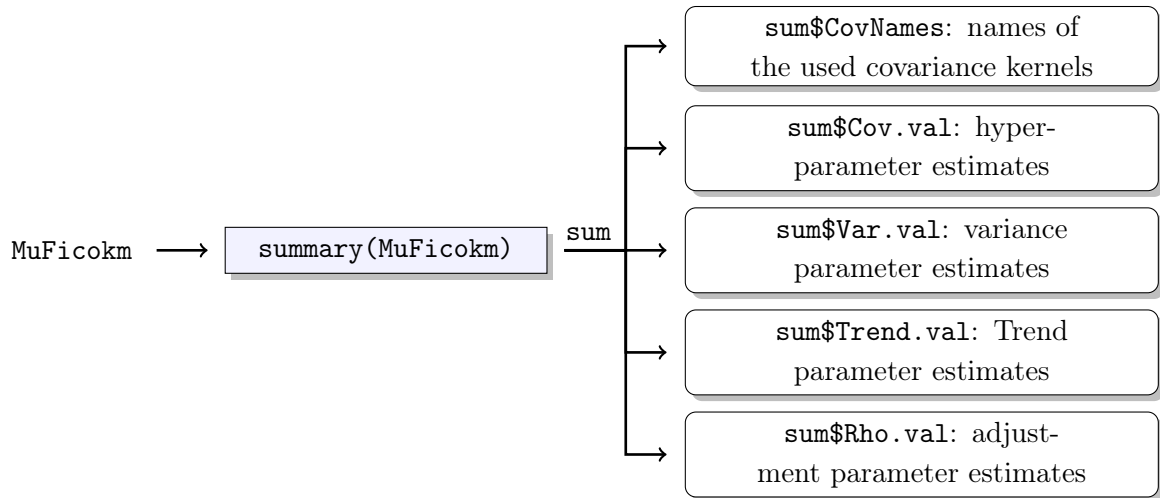 sum$CovNames: names of
the used covariance kernels
sum$Cov.val: hyper-
parameter estimates
MuFicokm
summary(MuFicokm)
sum
sum$Var.val: variance
parameter estimates
sum$Trend.val: Trend
parameter estimates
sum$Rho.val: adjust-
ment parameter estimates